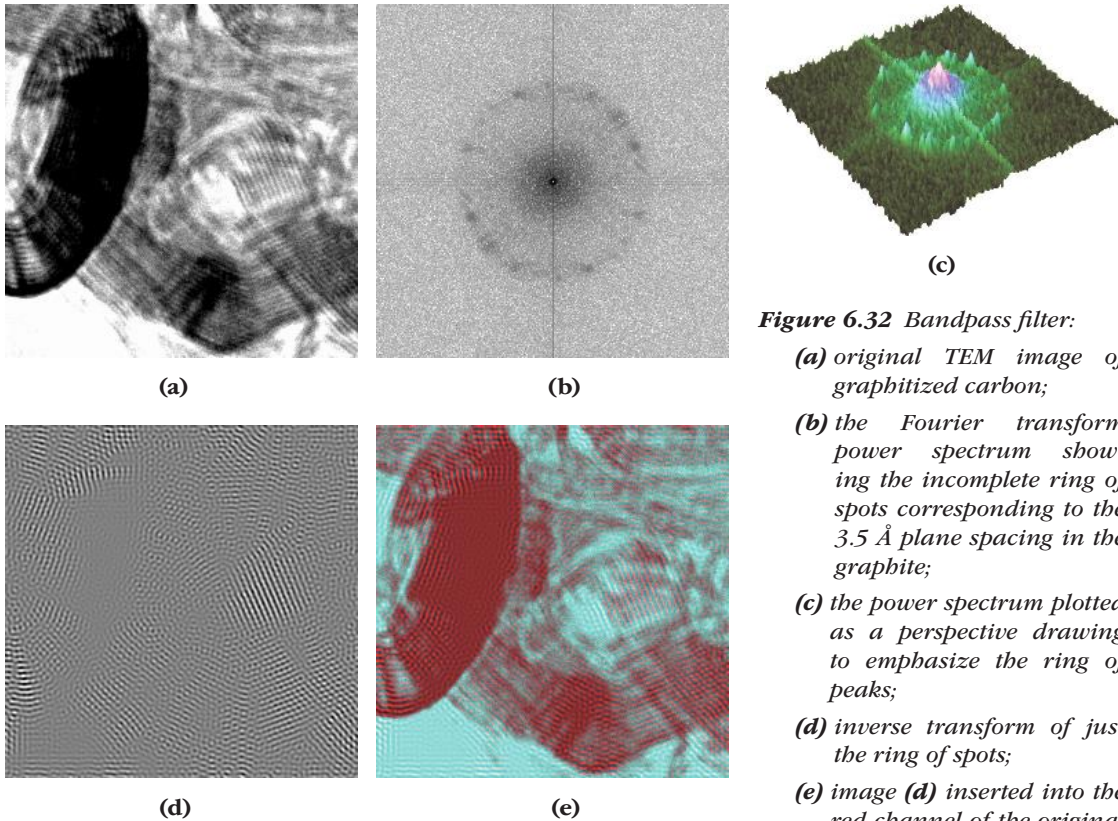 (a)
(b)
(c)
(d)
(e)
Figure 6.32 Bandpass filter:
(a) original TEM image of
graphitized carbon;
(b) the Fourier transform
power spectrum show-
ing the incomplete ring of
spots corresponding to the
3.5 Å plane spacing in the
graphite;
(c) the power spectrum plotted
as a perspective drawing
to emphasize the ring of
peaks;
(d) inverse transform of just
the ring of spots;
(e) image (d) inserted into the
red channel of the original